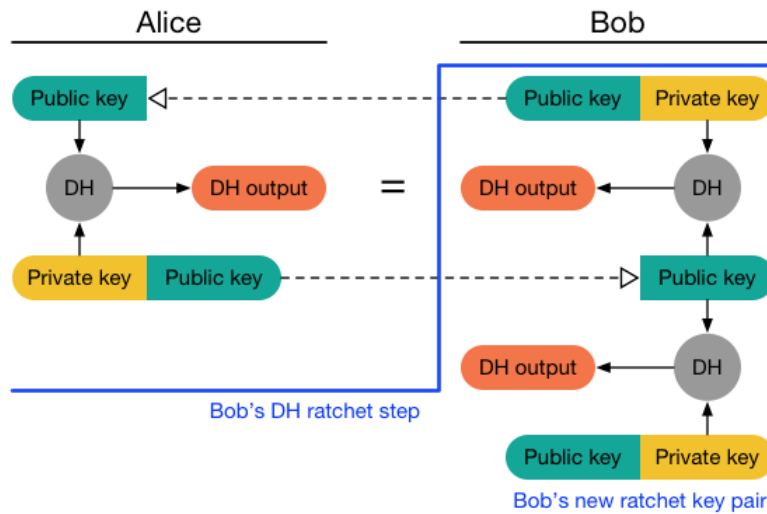 Alice
Bob
Public key
Public key
Private key
DH
DH output
=
DH output
DH
Private key
Public key
Public key
DH output
DH
Bob's DH ratchet step
Public key
Private key
Bob's new ratchet key pair